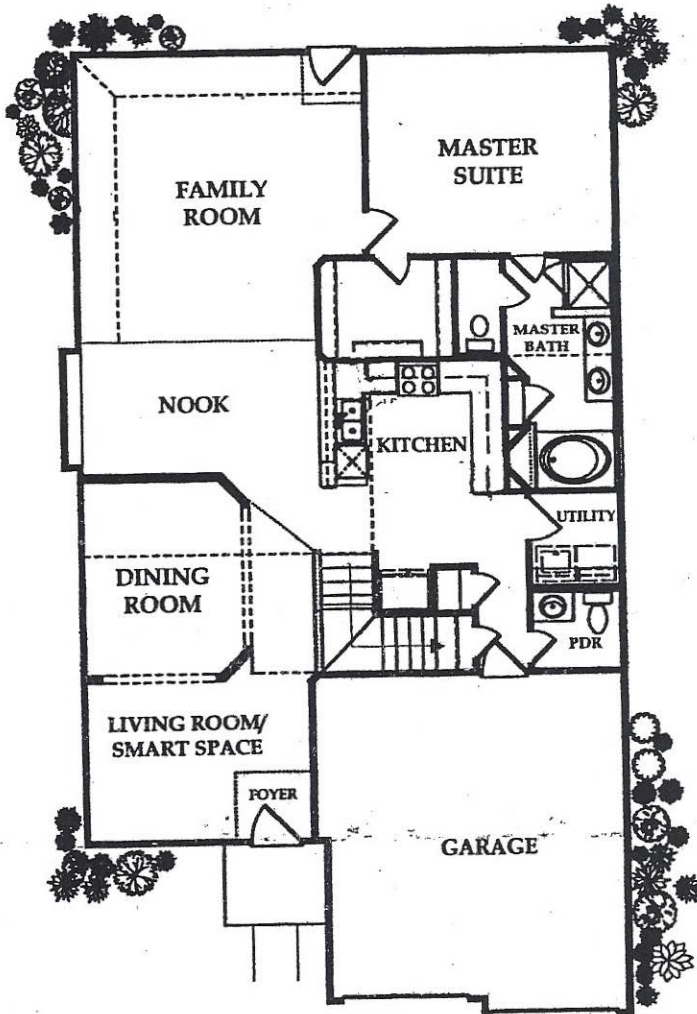 FAMILY
ROOM
MASTER
SUITE
MASTER
BATH
NOOK
KITCHEN
UTILITY
DINING
ROOM
PDR
LIVING ROOM/
SMART SPACE
FOYER
GARAGE